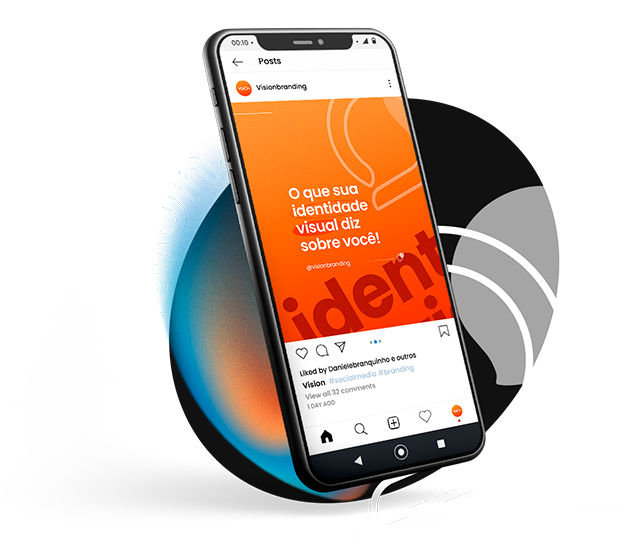 00:10
Posts
Visionbranding
O que sua
identidade
visual diz
sobre você!
@visionbranding
ident
Liked by Danielebranquinho e outros
Vision #socialmedia #branding
View all 32 comments
1 DAY AGO